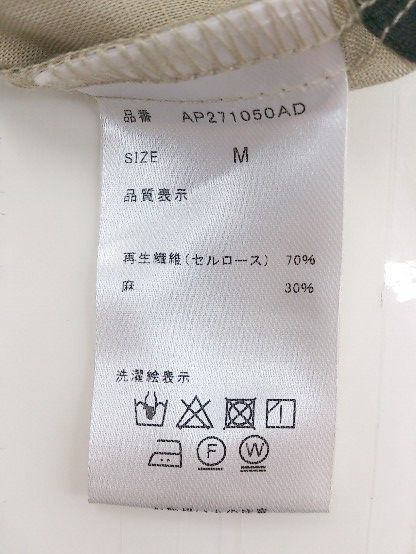 品番 AP271050AD
SIZE M
品質表示
再生繊維(セルロース) 70%
麻 30%
洗濯絵表示
F W